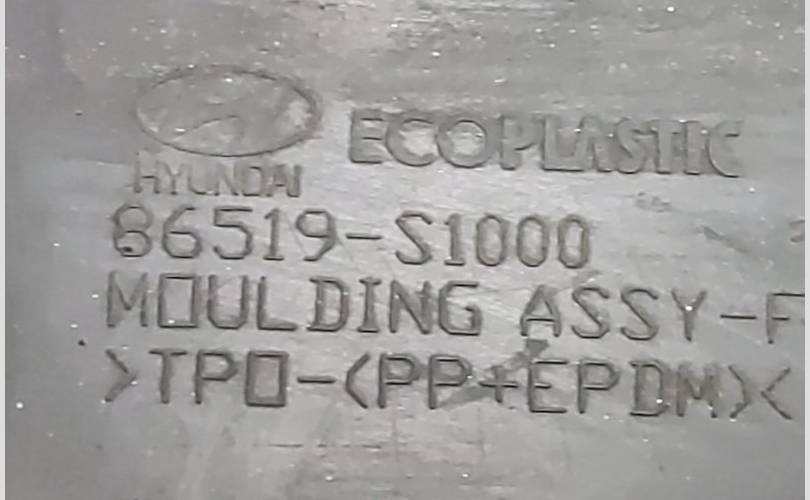 ECOPLASTIC
HYUNDAI
86519-S1000
MOULDING ASSY-F
>TPO-(PP+EPDM)<